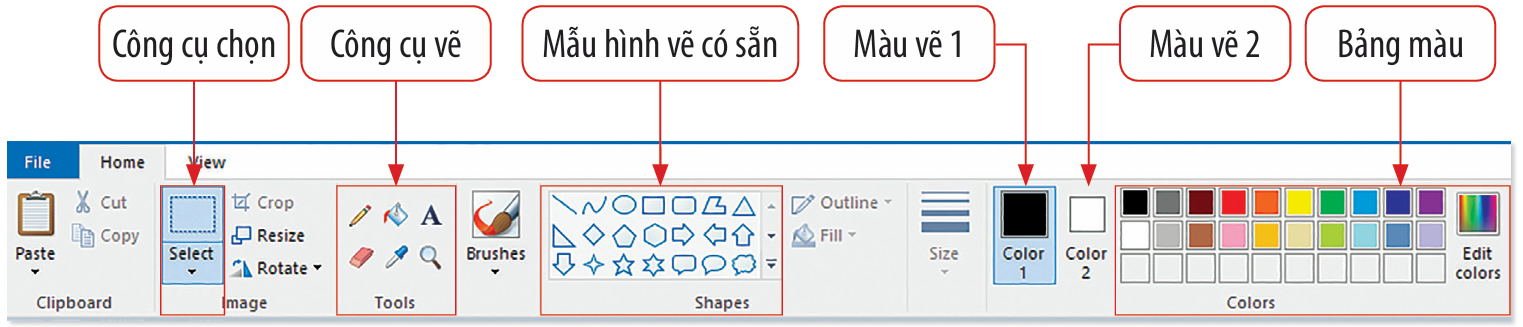 Công cụ chọn
Công cụ vẽ
Mẫu hình vẽ có sẵn
Màu vẽ 1
Màu vẽ 2
Bảng màu
File
Home
View
Paste
Cut
Copy
Clipboard
Select
Crop
Resize
Rotate
Image
A
Tools
Brushes
Outline
Fill
Shapes
Size
Color
1
Color
2
Edit
colors
Colors